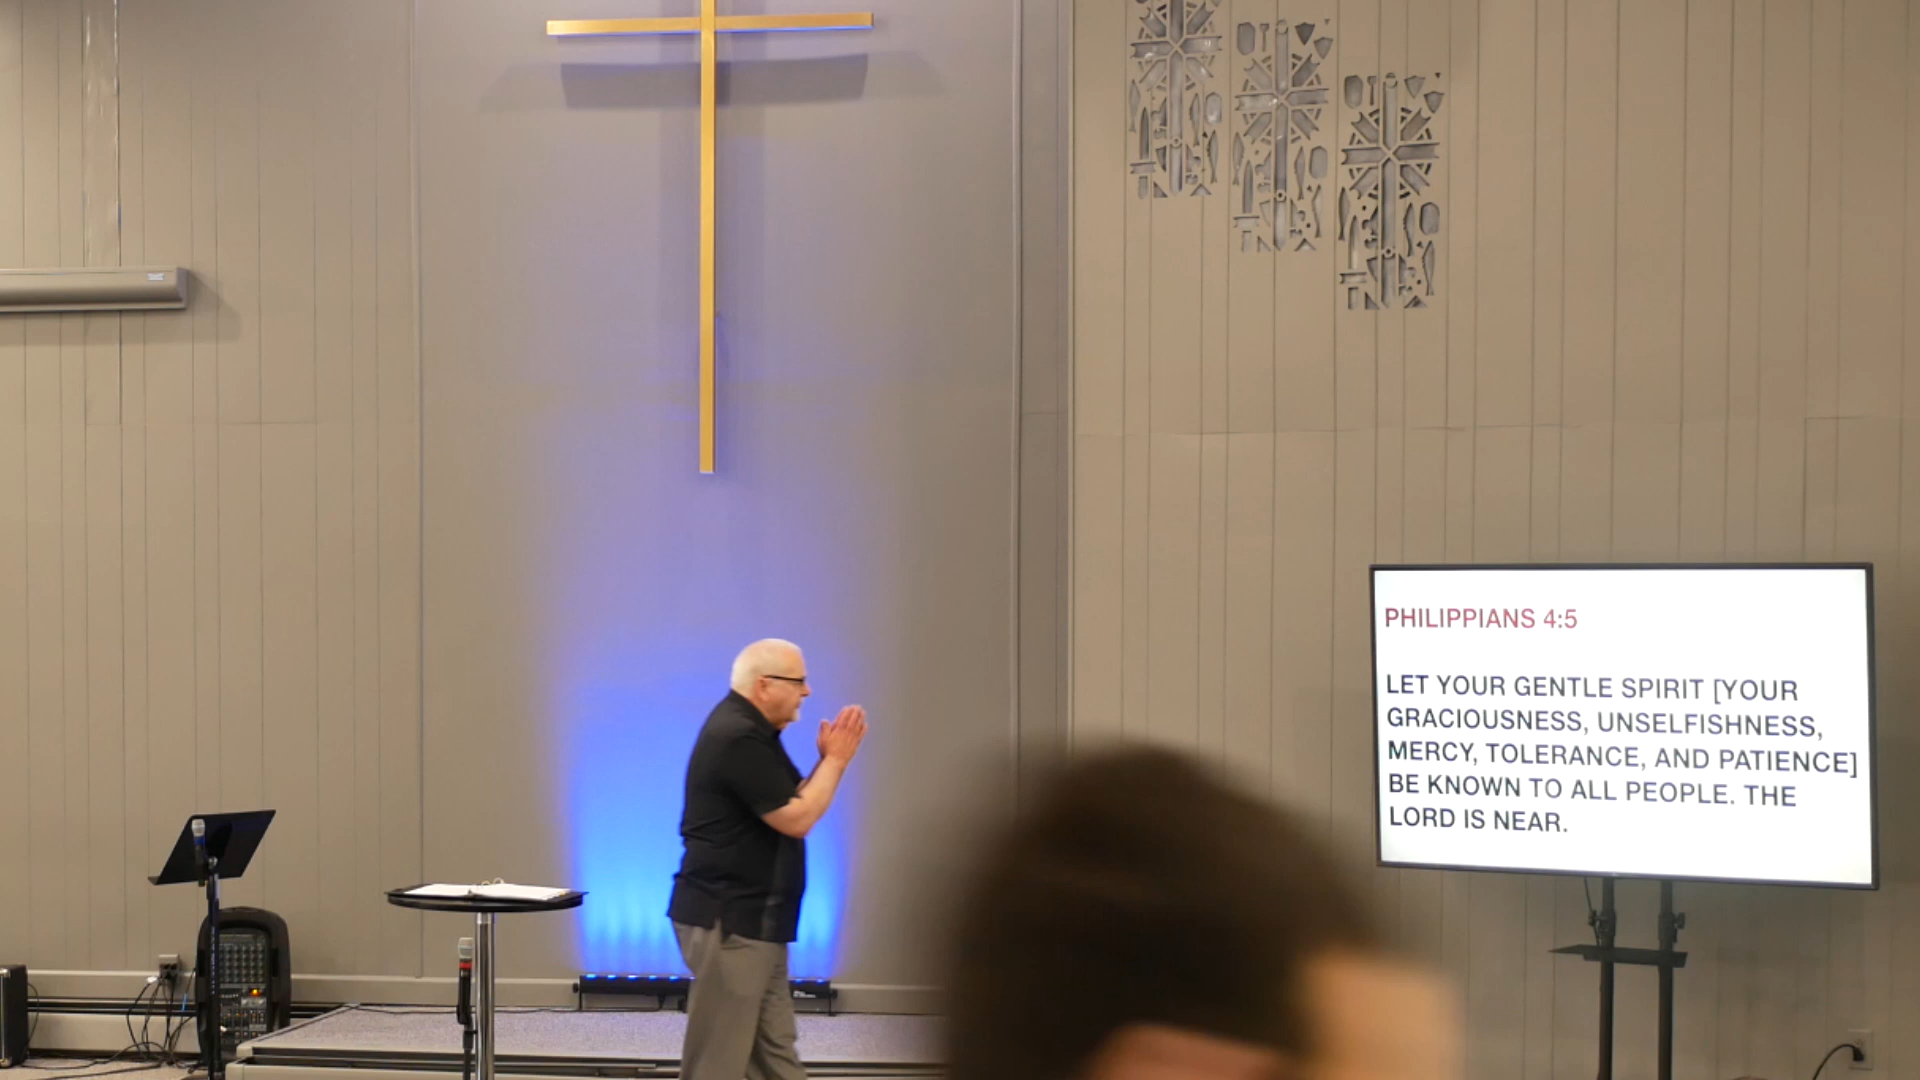 PHILIPPIANS 4:5
LET YOUR GENTLE SPIRIT [YOUR
GRACIOUSNESS, UNSELFISHNESS,
MERCY, TOLERANCE, AND PATIENCE]
BE KNOWN TO ALL PEOPLE. THE
LORD IS NEAR.